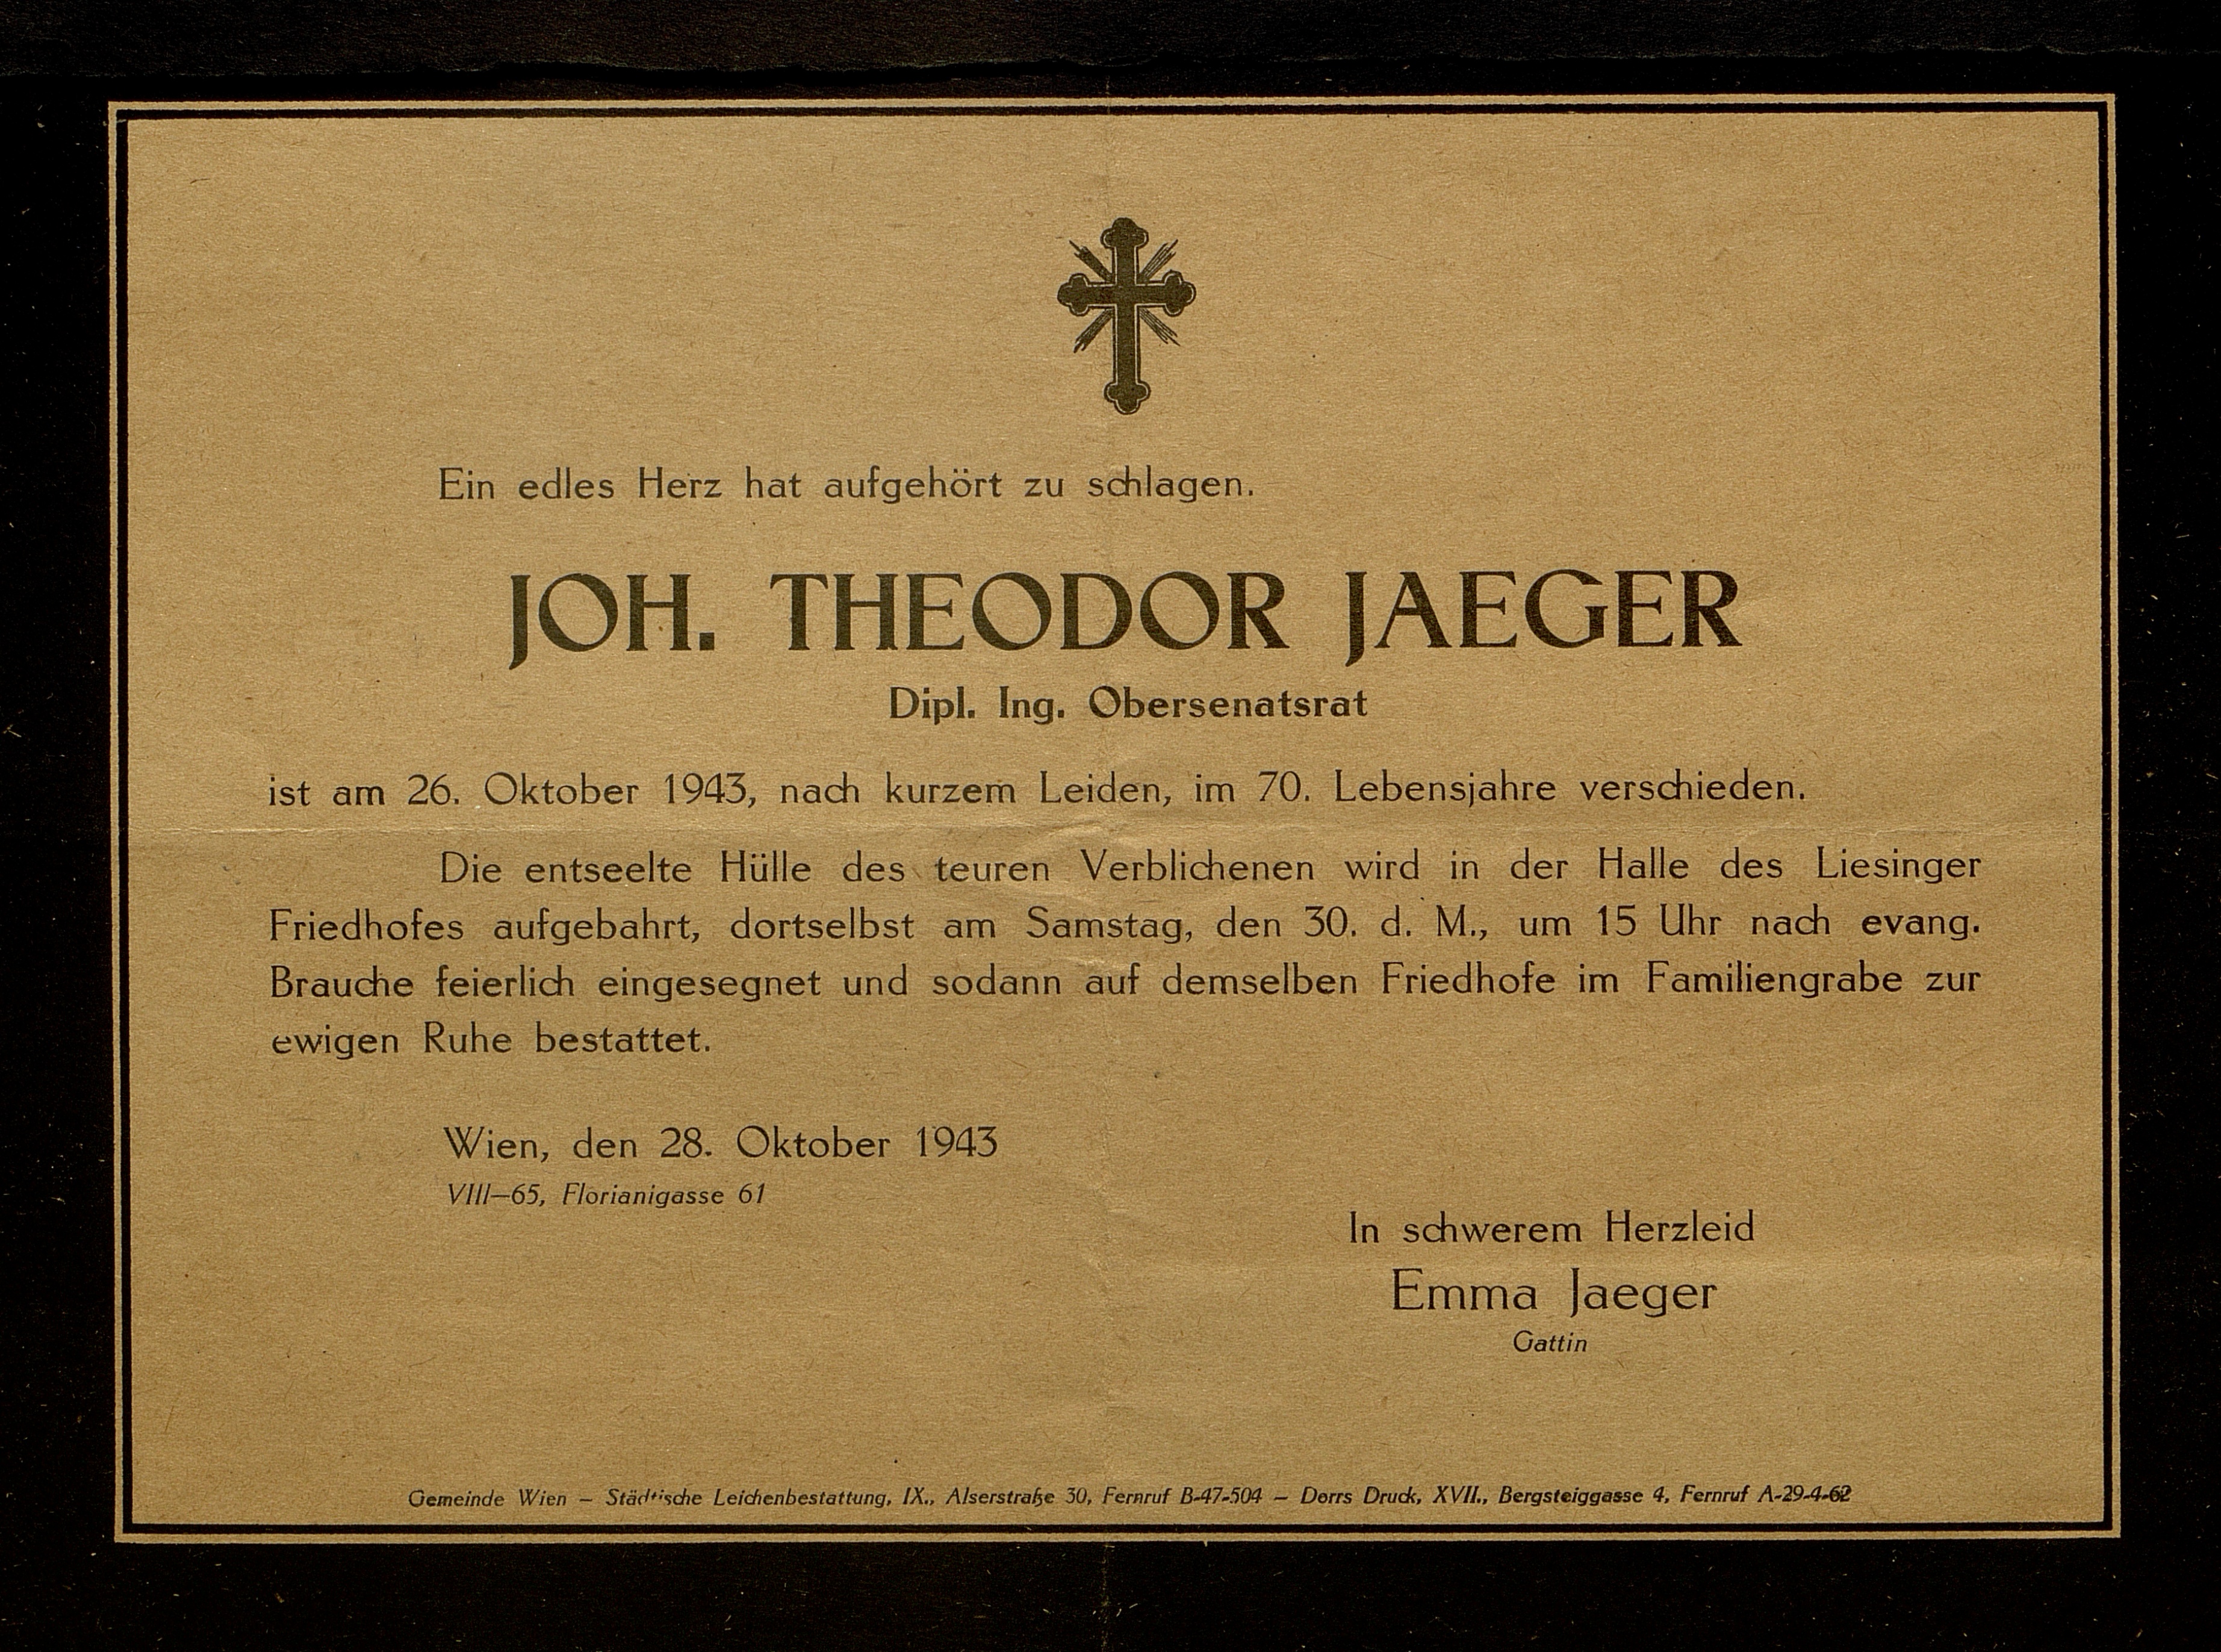 Ein edles Herz hat aufgehört zu schlagen.
JOH. THEODOR JAEGER
Dipl. Ing. Obersenatsrat
ist am 26. Oktober 1943, nach kurzem Leiden, im 70. Lebensjahre verschieden.
Die entseelte Hülle des teuren Verblichenen wird in der Halle des Liesinger
Friedhofes aufgebahrt, dortselbst am Samstag, den 30. d. M., um 15 Uhr nach evang.
Brauche feierlich eingesegnet und sodann auf demselben Friedhofe im Familiengrabe zur
ewigen Ruhe bestattet.
Wien, den 28. Oktober 1943
VIII—65, Florianigasse 61
In schwerem Herzleid
Emma Jaeger
Gattin
Gemeinde Wien — Städtische Leichenbestattung, IX., Alserstraße 30, Fernruf B-47-504 — Dorrs Druck, XVII., Bergsteiggasse 4, Fernruf A-29-4-62